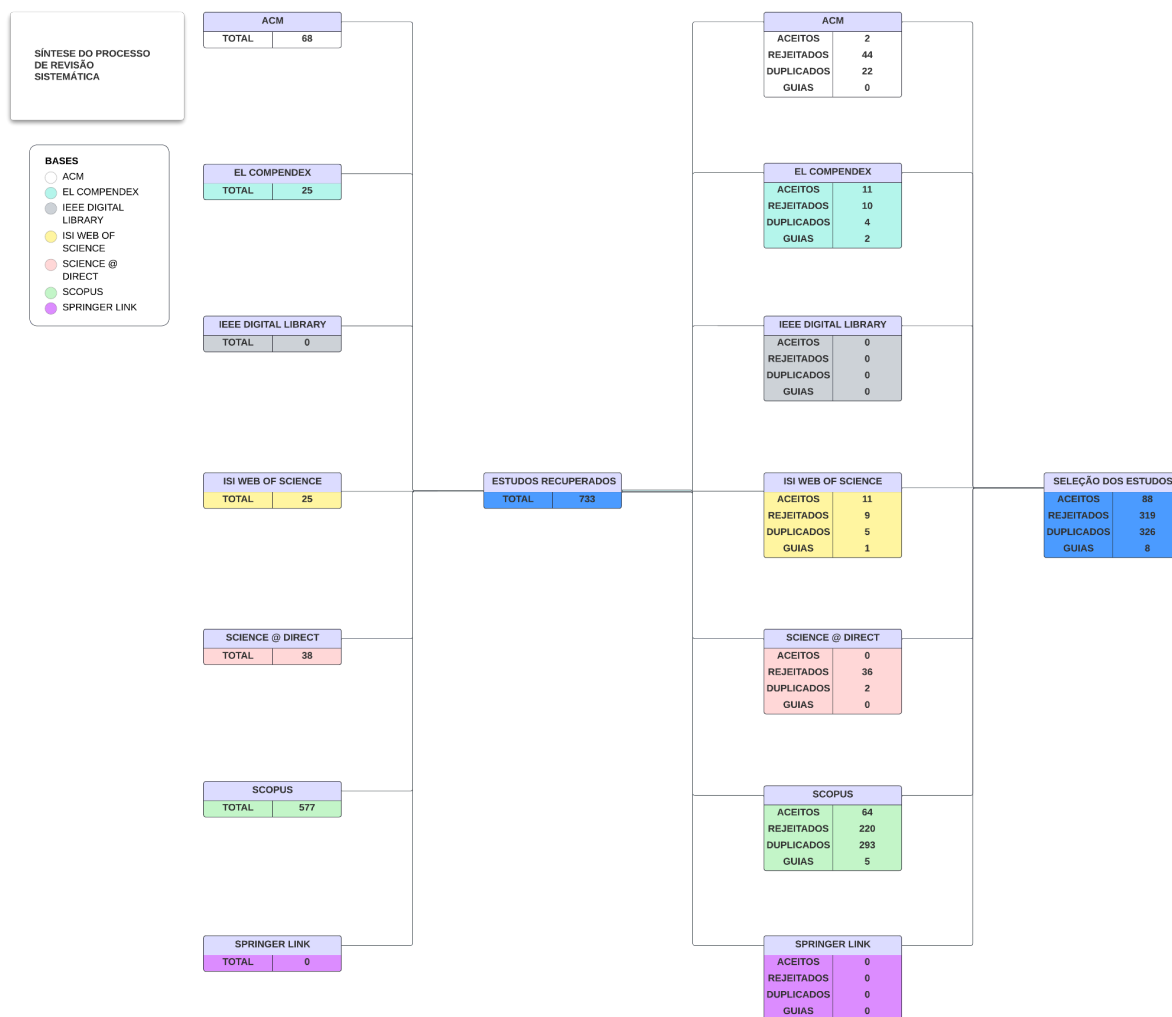 SÍNTESE DO PROCESSO
DE REVISÃO
SISTEMÁTICA
BASES
ACM
EL COMPENDEX
IEEE DIGITAL
LIBRARY
ISI WEB OF
SCIENCE
SCIENCE @
DIRECT
SCOPUS
SPRINGER LINK
ACM
TOTAL 68
EL COMPENDEX
TOTAL 25
IEEE DIGITAL LIBRARY
TOTAL 0
ISI WEB OF SCIENCE
TOTAL 25
SCIENCE @ DIRECT
TOTAL 38
SCOPUS
TOTAL 577
SPRINGER LINK
TOTAL 0
ESTUDOS RECUPERADOS
TOTAL 733
ACM
ACEITOS 2
REJEITADOS 44
DUPLICADOS 22
GUIAS 0
EL COMPENDEX
ACEITOS 11
REJEITADOS 10
DUPLICADOS 4
GUIAS 2
IEEE DIGITAL LIBRARY
ACEITOS 0
REJEITADOS 0
DUPLICADOS 0
GUIAS 0
ISI WEB OF SCIENCE
ACEITOS 11
REJEITADOS 9
DUPLICADOS 5
GUIAS 1
SCIENCE @ DIRECT
ACEITOS 0
REJEITADOS 36
DUPLICADOS 2
GUIAS 0
SCOPUS
ACEITOS 64
REJEITADOS 220
DUPLICADOS 293
GUIAS 5
SPRINGER LINK
ACEITOS 0
REJEITADOS 0
DUPLICADOS 0
GUIAS 0
SELEÇÃO DOS ESTUDOS
ACEITOS 88
REJEITADOS 319
DUPLICADOS 326
GUIAS 8